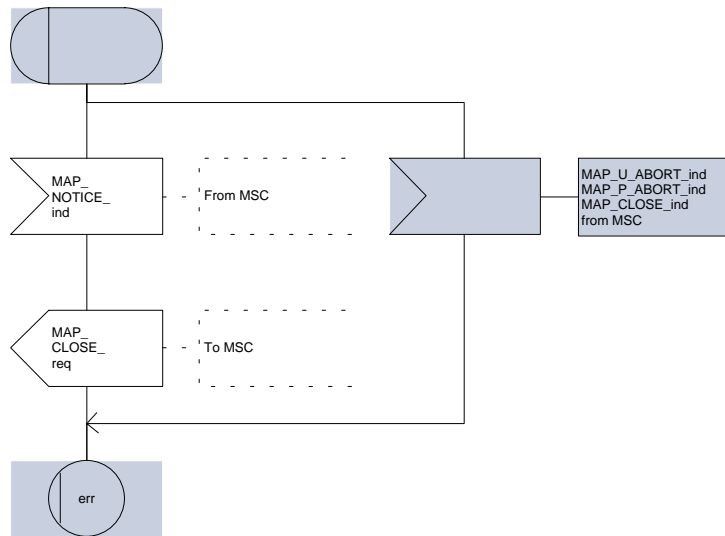 MAP_
NOTICE_
ind
From MSC
MAP_U_ABORT_ind
MAP_P_ABORT_ind
MAP_CLOSE_ind
from MSC
MAP_
CLOSE_
req
To MSC
err